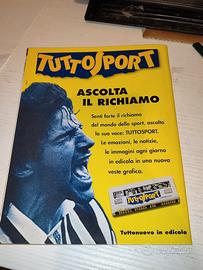 TUTTOSPORT
ASCOLTA
IL RICHIAMO
Senti forte il richiamo
del mondo dello sport, ascolta
la sua voce: TUTTOSPORT.
Le emozioni, le notizie,
le immagini ogni giorno
in edicola in una nuova
veste grafica.
TUTTOSPORT
Tuttonuovo in edicola